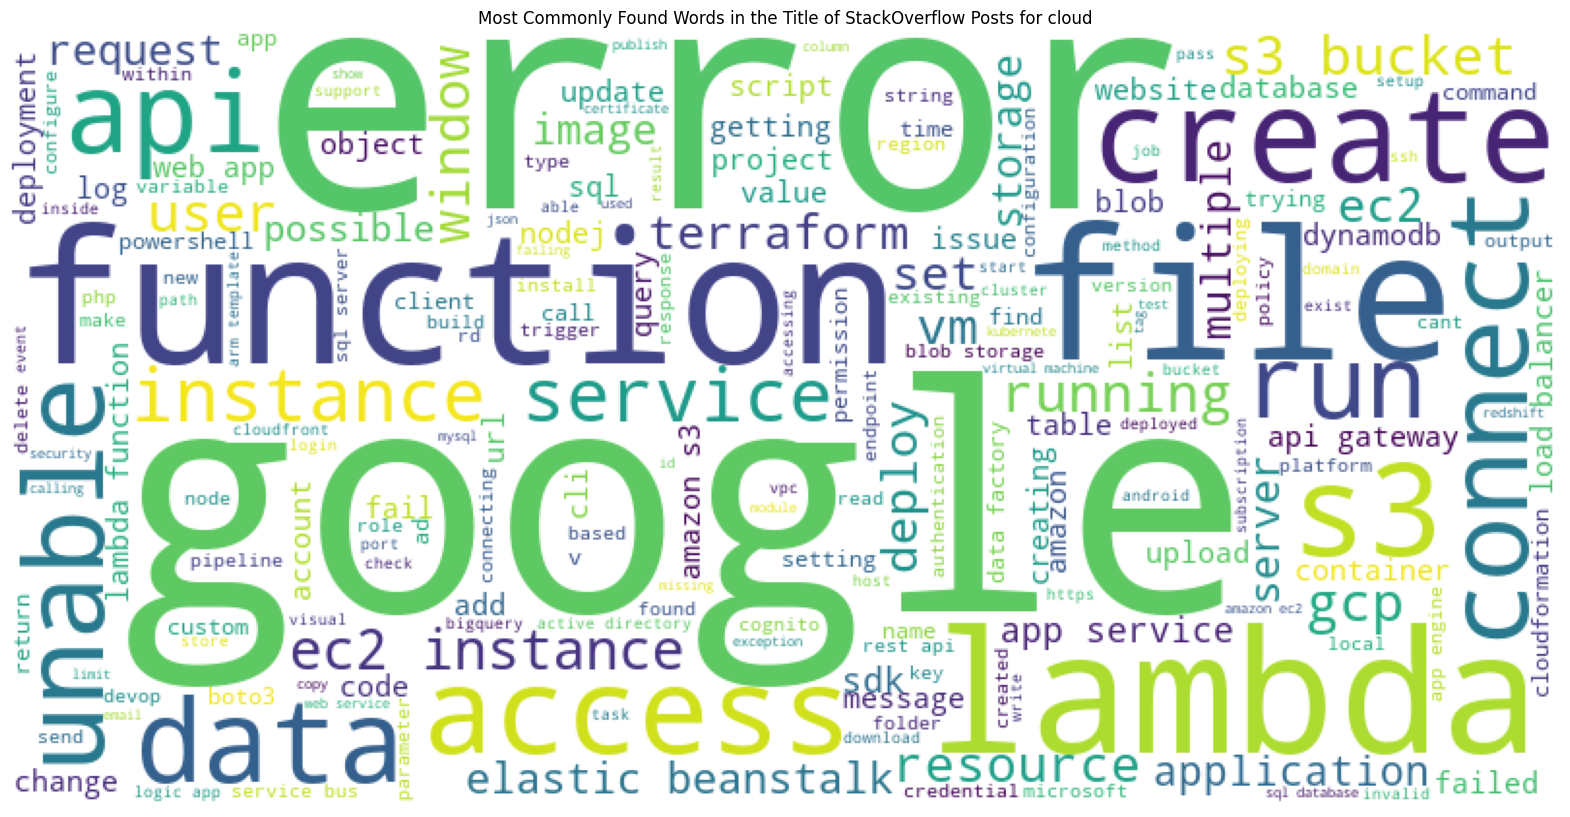 Most Commonly Found Words in the Title of StackOverflow Posts for cloud
error
google
function
file
lambda
create
connect
unable
api
data
access
s3
instance
service
run
ec2 instance
s3 bucket
request
app
within
publish
column
pass
show
support
update
certificate
script
string
website
database
setup
command
deployment
configure
object
window
image
getting
time
region
storage
configuration
project
type
result
job
ssh
web app
log
variable
inside
user
possible
sql
value
able
used
json
nodej
failing
terraform
issue
blob
multiple
trying
ec2
dynamodb
output
powershell
new
path
php
make
arm template
sql server
client
build
rd
install
call
trigger
query
response
set
start
existing
cluster
vm
find
kubernete
blob storage
method
version
tag
test
deploying
policy
domain
exist
cant
list
virtual machine
bucket
accessing
permission
running
delete event
security
calling
lambda function
cloudfront
login
mysql
url
endpoint
table
deployed
api gateway
redshift
load balancer
node
fail
role
ad
port
check
cli
id
based
v
amazon s3
vpc
module
read
deploy
authentication
data factory
creating
amazon
android
subscription
server
platform
account
pipeline
connecting
setting
missing
host
upload
container
https
amazon ec2
gcp
cloudformation
return
custom
store
visual
add
bigquery
found
active directory
cognito
exception
name
rest api
app service
local
app engine
limit
devop
email
boto3
copy
code
web service
sdk
key
message
created
write
task
folder
download
send
change
logic app
service bus
parameter
elastic beanstalk
resource
credential
microsoft
application
sql database
invalid
failed